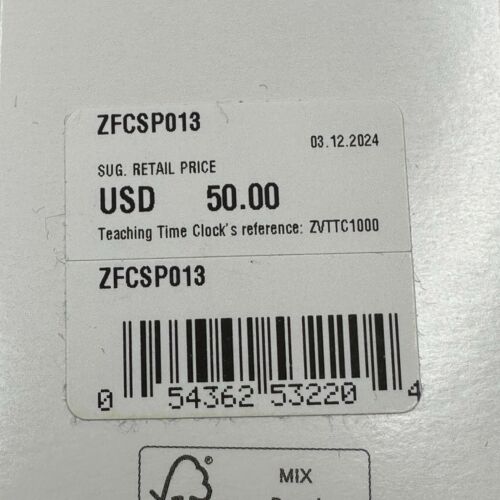 ZFCSP013
03.12.2024
SUG. RETAIL PRICE
USD 50.00
Teaching Time Clock's reference: ZVTTC1000
ZFCSP013
0 54362 53220 4
MIX